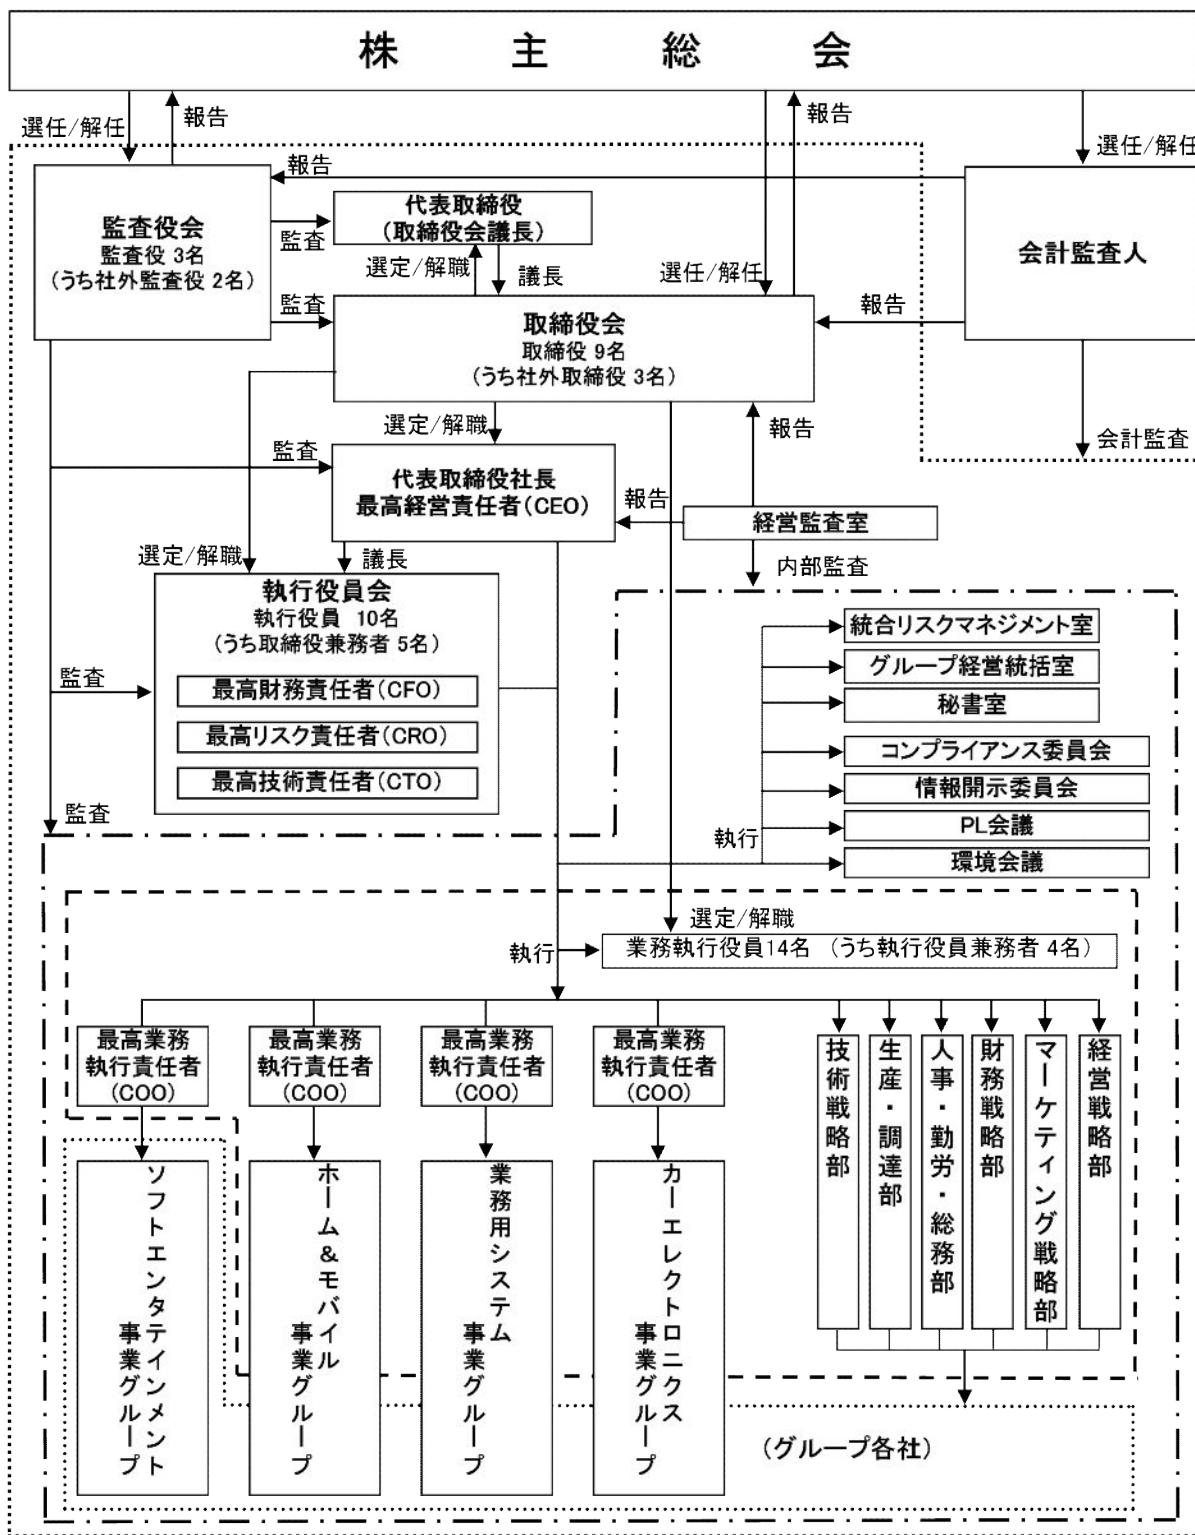 株主総会
選任/解任
報告
報告
選任/解任
報告
監査役会
監査役 3名
(うち社外監査役 2名)
監査
代表取締役
(取締役会議長)
会計監査人
選定/解職
議長
選任/解任
監査
取締役会
取締役 9名
(うち社外取締役 3名)
報告
選定/解職
報告
会計監査
監査
代表取締役社長
最高経営責任者(CEO)
報告
経営監査室
選定/解職
議長
内部監査
執行役員会
執行役員 10名
(うち取締役兼務者 5名)
監査
最高財務責任者(CFO)
最高リスク責任者(CRO)
最高技術責任者(CTO)
監査
統合リスクマネジメント室
グループ経営統括室
秘書室
コンプライアンス委員会
情報開示委員会
PL会議
執行
環境会議
選定/解職
執行
業務執行役員14名 (うち執行役員兼務者 4名)
最高業務
執行責任者
(COO)
最高業務
執行責任者
(COO)
最高業務
執行責任者
(COO)
最高業務
執行責任者
(COO)
技術戦略部
生産・調達部
人事・勤労・総務部
財務戦略部
マーケティング戦略部
経営戦略部
ソフトエンタテインメント
事業グループ
ホーム&モバイル
事業グループ
業務用システム
事業グループ
カーエレクトロニクス
事業グループ
(グループ各社)